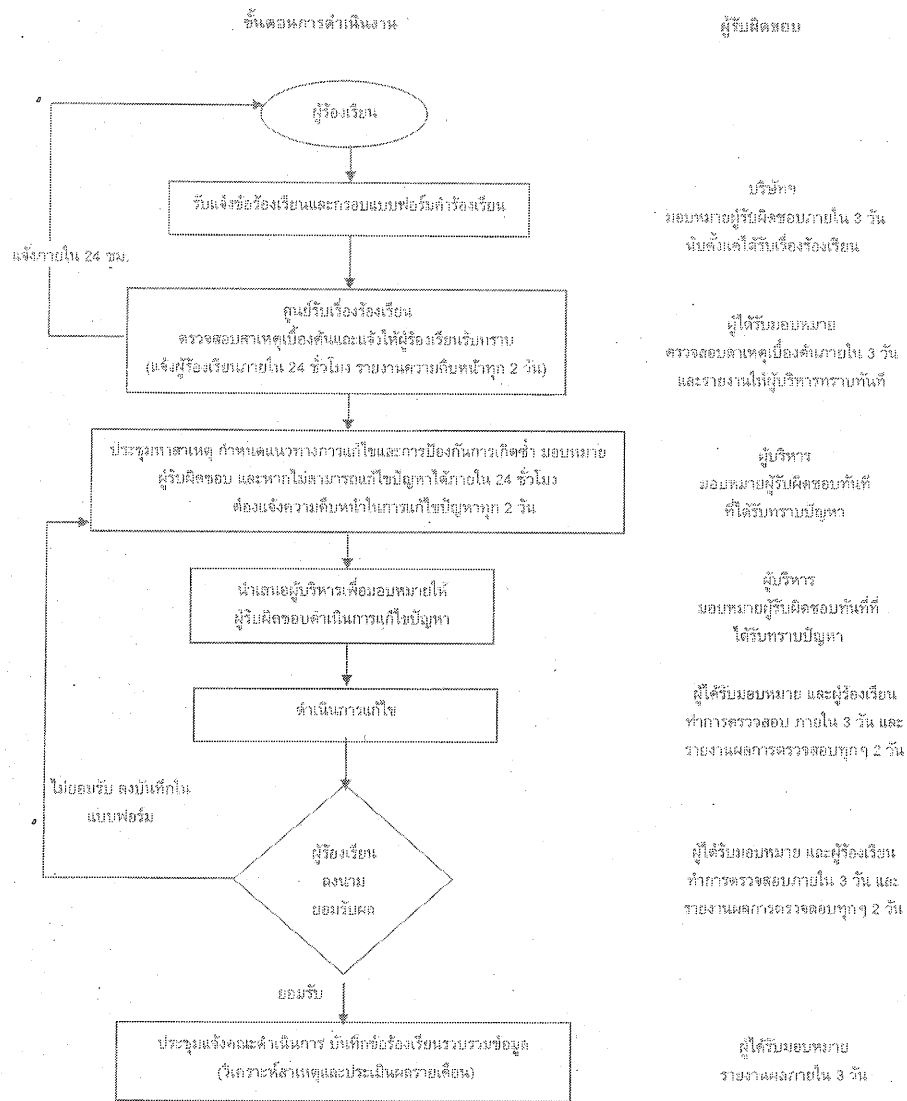 ขั้นตอนการดำเนินงาน
ผู้รับผิดชอบ
ผู้ร้องเรียน
รับแจ้งข้อร้องเรียนและกรอบแบบฟอร์มคำร้องเรียน
บริษัทฯ
มอบหมายผู้รับผิดชอบภายใน 3 วัน
นับตั้งแต่ได้รับเรื่องร้องเรียน
แจ้งภายใน 24 ชม.
ศูนย์รับเรื่องร้องเรียน
ตรวจสอบสาเหตุเบื้องต้นและแจ้งให้ผู้ร้องเรียนรับทราบ
(แจ้งผู้ร้องเรียนภายใน 24 ชั่วโมง รายงานความคืบหน้าทุก 2 วัน)
ผู้ได้รับมอบหมาย
ตรวจสอบสาเหตุเบื้องต้นภายใน 3 วัน
และรายงานให้ผู้บริหารทราบทันที
ประชุมหาสาเหตุ กำหนดแนวทางการแก้ไขและการป้องกันการเกิดซ้ำ มอบหมาย
ผู้รับผิดชอบ และหากไม่สามารถแก้ไขปัญหาได้ภายใน 24 ชั่วโมง
ต้องแจ้งความคืบหน้าในการแก้ไขปัญหาทุก 2 วัน
ผู้บริหาร
มอบหมายผู้รับผิดชอบทันที
ที่ได้รับทราบปัญหา
นำเสนอผู้บริหารเพื่อมอบหมายให้
ผู้รับผิดชอบดำเนินการแก้ไขปัญหา
ผู้บริหาร
มอบหมายผู้รับผิดชอบทันทีที่
ได้รับทราบปัญหา
ดำเนินการแก้ไข
ผู้ได้รับมอบหมาย และผู้ร้องเรียน
ทำการตรวจสอบ ภายใน 3 วัน และ
รายงานผลการตรวจสอบทุกๆ 2 วัน
ไม่ยอมรับ ลงบันทึกใน
แบบฟอร์ม
ผู้ร้องเรียน
ลงนาม
ยอมรับผล
ผู้ได้รับมอบหมาย และผู้ร้องเรียน
ทำการตรวจสอบภายใน 3 วัน และ
รายงานผลการตรวจสอบทุกๆ 2 วัน
ยอมรับ
ประชุมแจ้งคณะดำเนินการ บันทึกข้อร้องเรียนรวบรวมข้อมูล
(วิเคราะห์สาเหตุและประเมินผลรายเดือน)
ผู้ได้รับมอบหมาย
รายงานผลภายใน 3 วัน